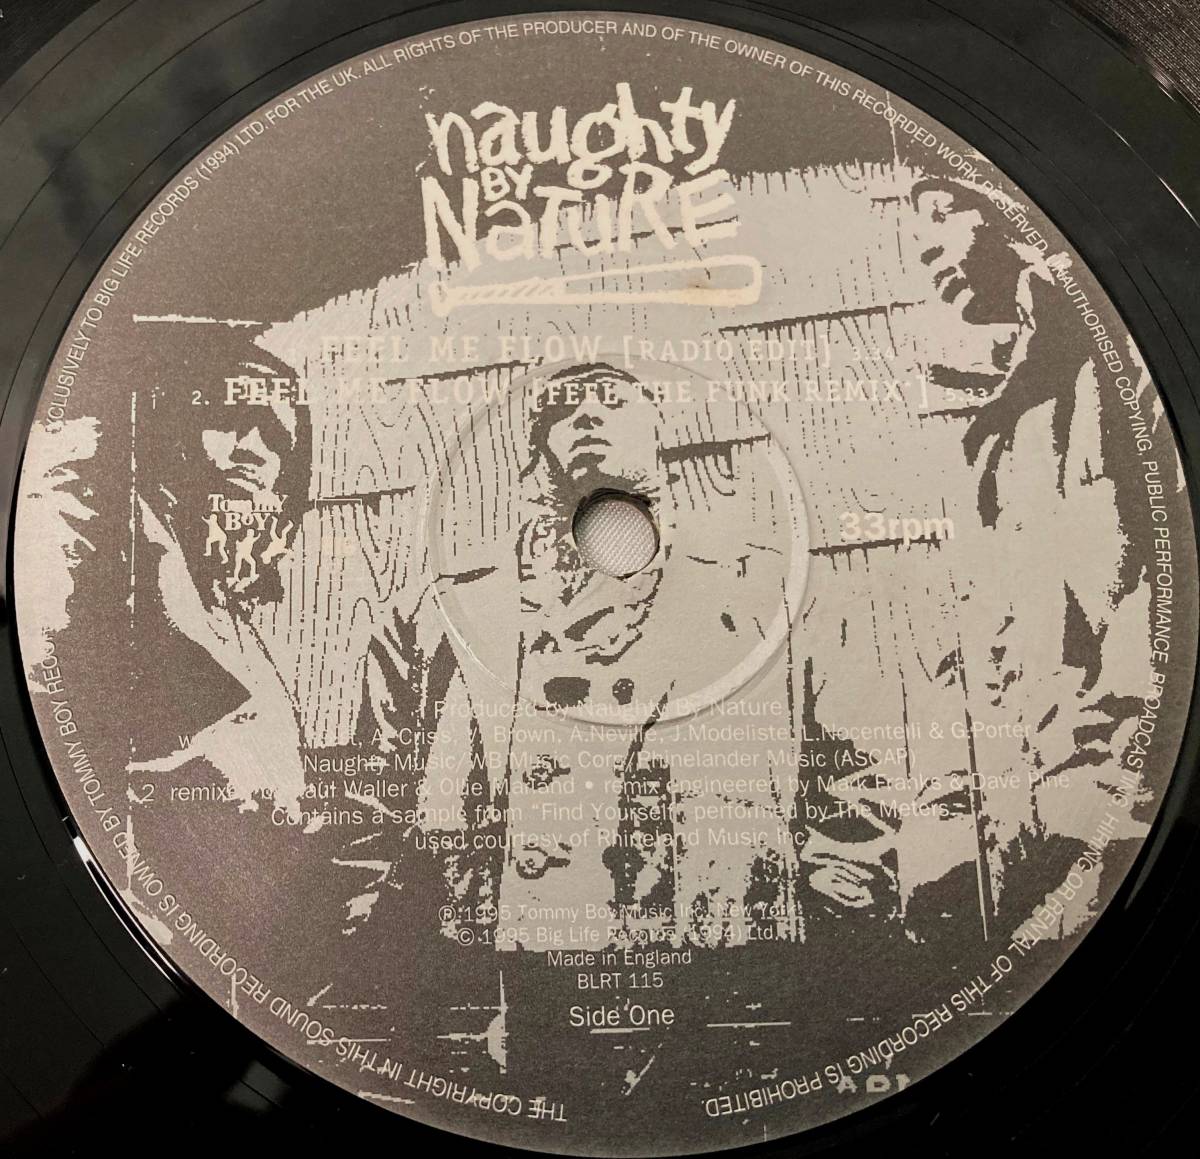 naughty
BY
NaTuRE
FEEL ME FLOW [RADIO EDIT] 3.34
2. FEEL ME FLOW [FEEL THE FUNK REMIX*] 5.33
Tommy
BOY
33rpm
Produced by Naughty By Nature
A. Criss, V. Brown, A.Neville, J.Modeliste, L.Nocentelli & G.Porter
Naughty Music/WB Music Corp/Rhinelander Music (ASCAP)
2 remixed by Paul Waller & Ollie Marland • remix engineered by Mark Franks & Dave Pine
Contains a sample from "Find Yourself" performed by The Meters
used courtesy of Rhineland Music Inc.
℗ 1995 Tommy Boy Music, Inc. New York
© 1995 Big Life Records (1994) Ltd.
Made in England
BLRT 115
Side One
THE COPYRIGHT IN THIS SOUND RECORDING IS OWNED BY TOMMY BOY EXCLUSIVELY TO BIG LIFE RECORDS (1994) LTD. FOR THE UK. ALL RIGHTS OF THE PRODUCER AND OF THE OWNER OF THIS RECORDED WORK RESERVED. UNAUTHORISED COPYING, PUBLIC PERFORMANCE, BROADCASTING, HIRING OR RENTAL OF THIS RECORDING IS PROHIBITED.